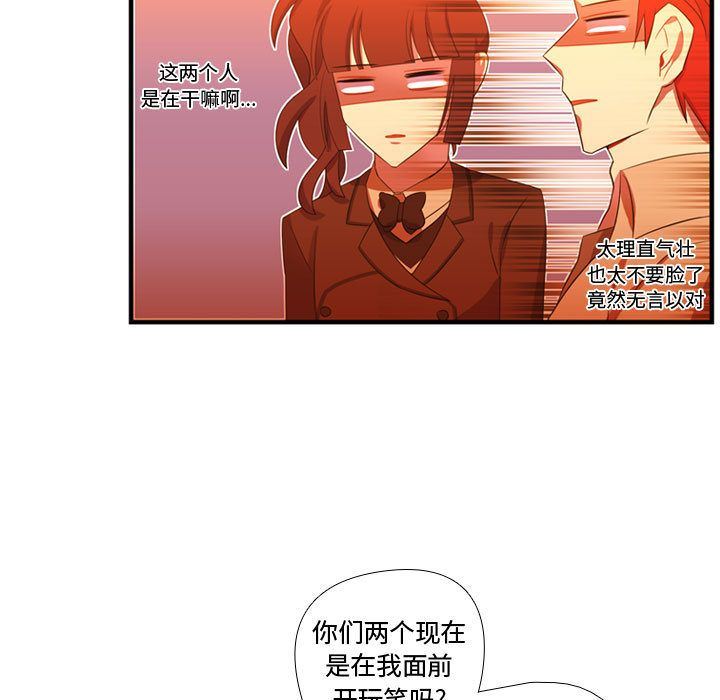 这两个人
是在干嘛啊...
太理直气壮
也太不要脸了
竟然无言以对
你们两个现在
是在我面前
开玩笑吗?